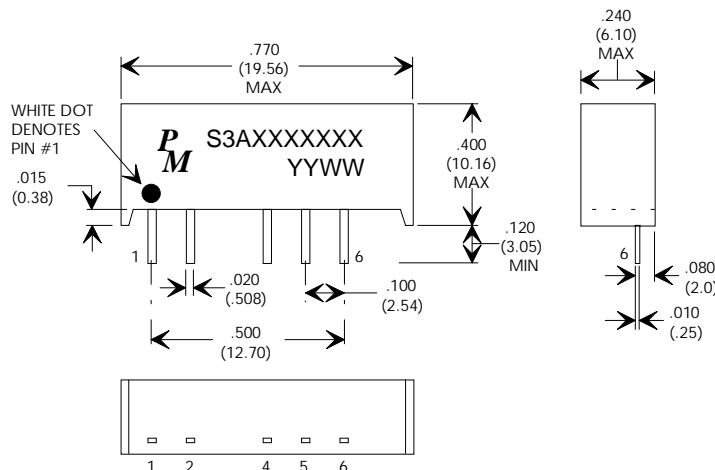 .770
(19.56)
MAX
.240
(6.10)
MAX
WHITE DOT
DENOTES
PIN #1
P
M
S3AXXXXXXX
YYWW
.400
(10.16)
MAX
.015
(0.38)
.120
(3.05)
MIN
1
6
6
.020
(.508)
.100
(2.54)
.080
(2.0)
.010
(.25)
.500
(12.70)
1 2 4 5 6